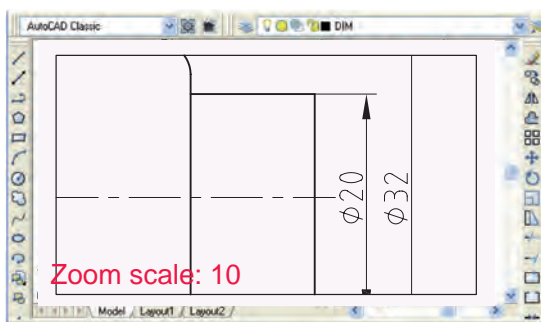 AutoCAD Classic
DIM
ϕ20
ϕ32
Zoom scale: 10
Model / Layout1 / Layout2 /